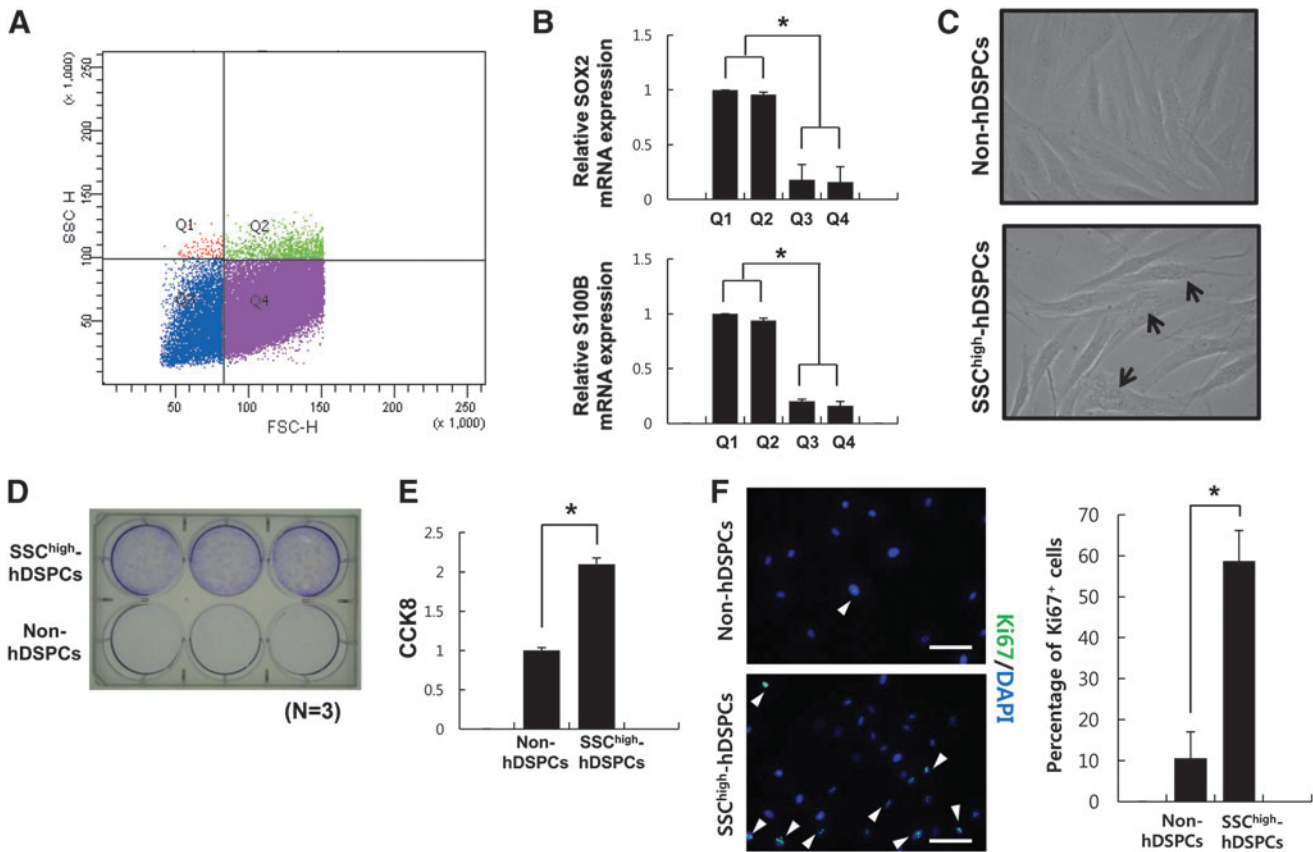 A
(x 1,000)
250
200
150
100
50
SSC H
Q1
Q2
Q4
50
100
150
200
250
(x 1,000)
FSC-H
B
Relative SOX2
mRNA expression
1.5
1
0.5
0
*
Q1 Q2 Q3 Q4
Relative S100B
mRNA expression
1.5
1
0.5
0
*
Q1 Q2 Q3 Q4
C
Non-hDSPCs
SSChigh-hDSPCs
D
SSChigh-
hDSPCs
Non-
hDSPCs
(N=3)
E
CCK8
2.5
2
1.5
1
0.5
0
*
Non-
hDSPCs
SSChigh-
hDSPCs
F
Non-hDSPCs
SSChigh-hDSPCs
Ki67/DAPI
Percentage of Ki67+ cells
70
60
50
40
30
20
10
0
*
Non-
hDSPCs
SSChigh-
hDSPCs